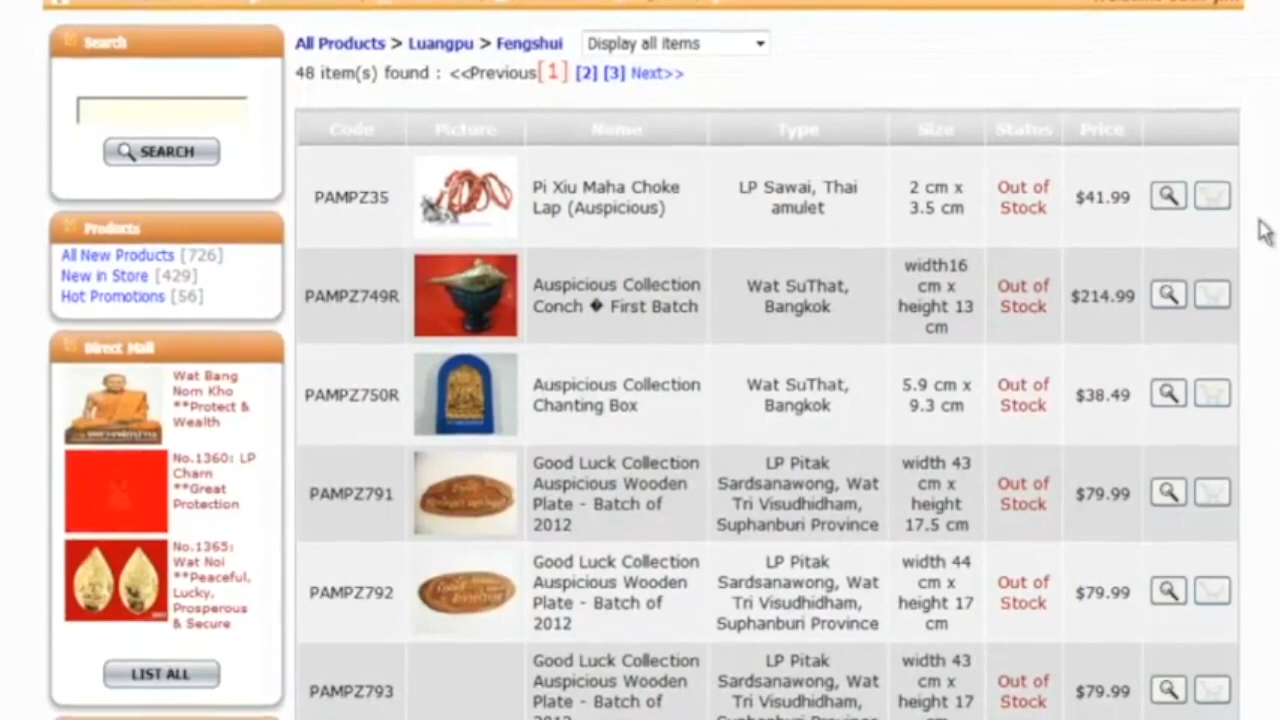 Search
SEARCH
Products
All New Products [726]
New in Store [429]
Hot Promotions [56]
Direct Mail
Wat Bang
Nom Kho
**Protect &
Wealth
No.1360: LP
Charn
**Great
Protection
No.1365:
Wat Noi
**Peaceful,
Lucky,
Prosperous
& Secure
LIST ALL
All Products > Luangpu > Fengshui Display all items
48 item(s) found : <<Previous[1] [2] [3] Next>>
Code Picture Name Type Size Status Price
PAMPZ35
Pi Xiu Maha Choke
Lap (Auspicious)
LP Sawai, Thai
amulet
2 cm x
3.5 cm
Out of
Stock
$41.99
PAMPZ749R
Auspicious Collection
Conch � First Batch
Wat SuThat,
Bangkok
width16
cm x
height 13
cm
Out of
Stock
$214.99
PAMPZ750R
Auspicious Collection
Chanting Box
Wat SuThat,
Bangkok
5.9 cm x
9.3 cm
Out of
Stock
$38.49
PAMPZ791
Good Luck Collection
Auspicious Wooden
Plate - Batch of
2012
LP Pitak
Sardsanawong, Wat
Tri Visudhidham,
Suphanburi Province
width 43
cm x
height
17.5 cm
Out of
Stock
$79.99
PAMPZ792
Good Luck Collection
Auspicious Wooden
Plate - Batch of
2012
LP Pitak
Sardsanawong, Wat
Tri Visudhidham,
Suphanburi Province
width 44
cm x
height 17
cm
Out of
Stock
$79.99
PAMPZ793
Good Luck Collection
Auspicious Wooden
Plate - Batch of
2012
LP Pitak
Sardsanawong, Wat
Tri Visudhidham,
Suphanburi Province
width 43
cm x
height 17
cm
Out of
Stock
$79.99